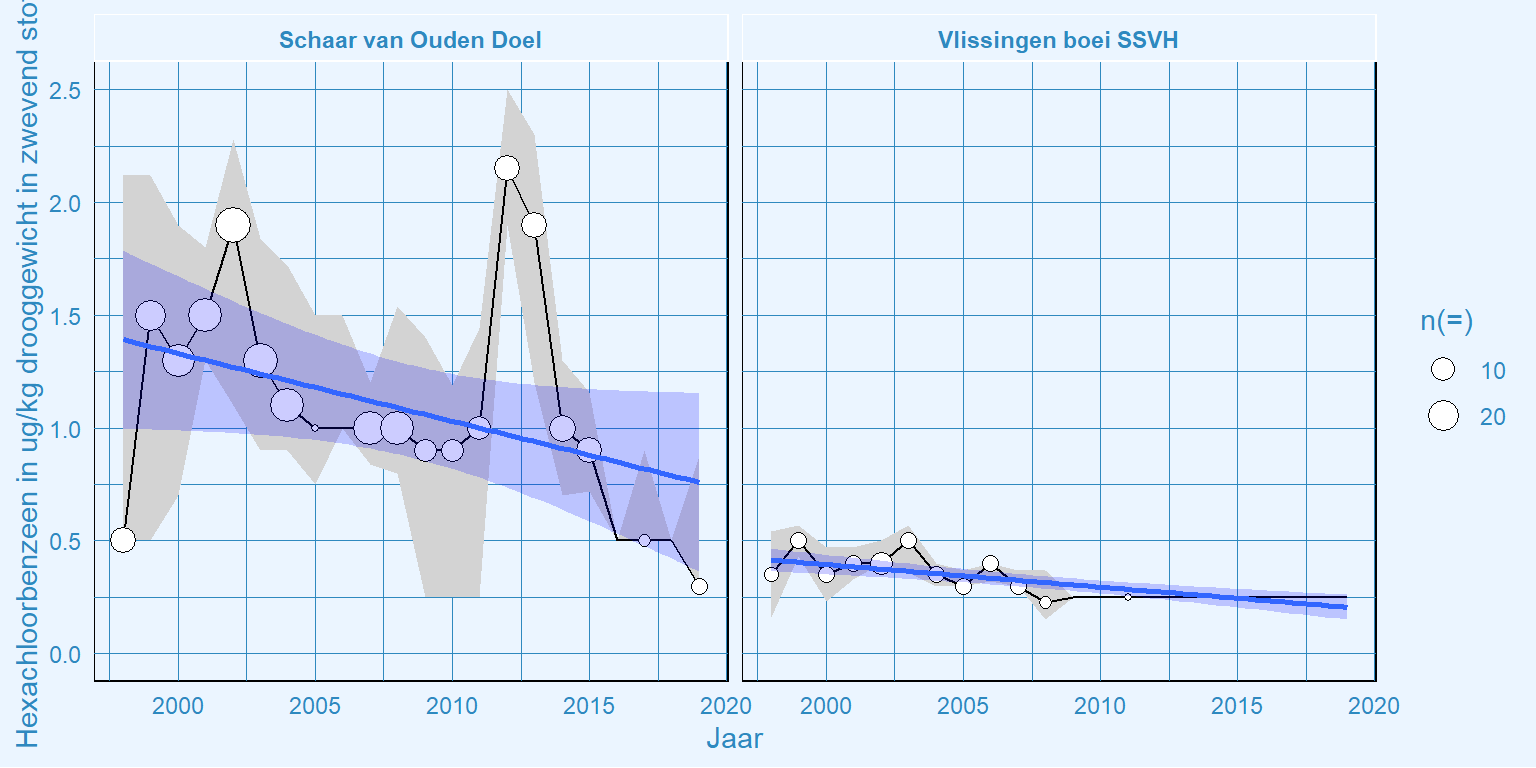 Schaar van Ouden Doel
Vlissingen boei SSVH
Hexachloorbenzeen in ug/kg drooggewicht in zwevend
2.5
2.0
1.5
1.0
0.5
0.0
2000 2005 2010 2015 2020
2000 2005 2010 2015 2020
Jaar
n(=)
10
20